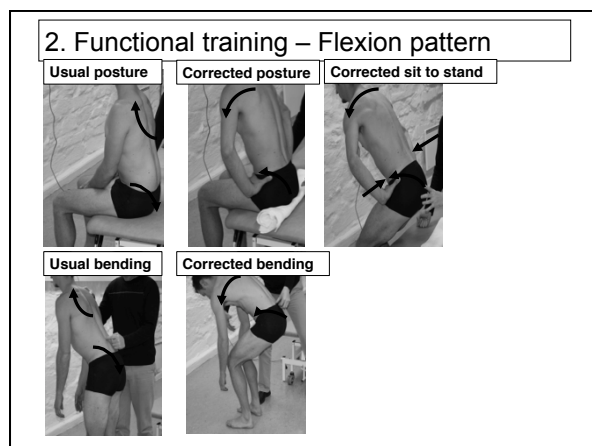 2. Functional training – Flexion pattern
Usual posture
Corrected posture
Corrected sit to stand
Usual bending
Corrected bending